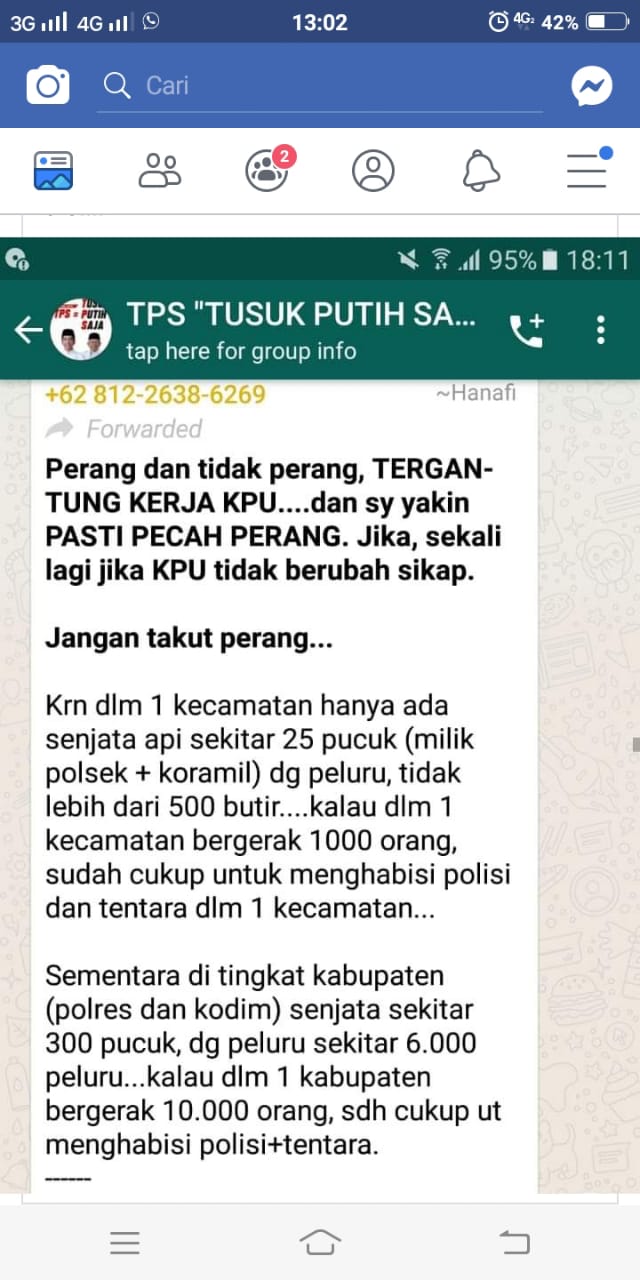 3G 4G 13:02 4G 42%
Cari
2
95% 18:11
TUSUK
TPS = PUTIH
SAJA
TPS "TUSUK PUTIH SA...
tap here for group info
+62 812-2638-6269 ~Hanafi
Forwarded
Perang dan tidak perang, TERGAN-
TUNG KERJA KPU....dan sy yakin
PASTI PECAH PERANG. Jika, sekali
lagi jika KPU tidak berubah sikap.
Jangan takut perang...
Krn dlm 1 kecamatan hanya ada
senjata api sekitar 25 pucuk (milik
polsek + koramil) dg peluru, tidak
lebih dari 500 butir....kalau dlm 1
kecamatan bergerak 1000 orang,
sudah cukup untuk menghabisi polisi
dan tentara dlm 1 kecamatan...
Sementara di tingkat kabupaten
(polres dan kodim) senjata sekitar
300 pucuk, dg peluru sekitar 6.000
peluru...kalau dlm 1 kabupaten
bergerak 10.000 orang, sdh cukup ut
menghabisi polisi+tentara.
------